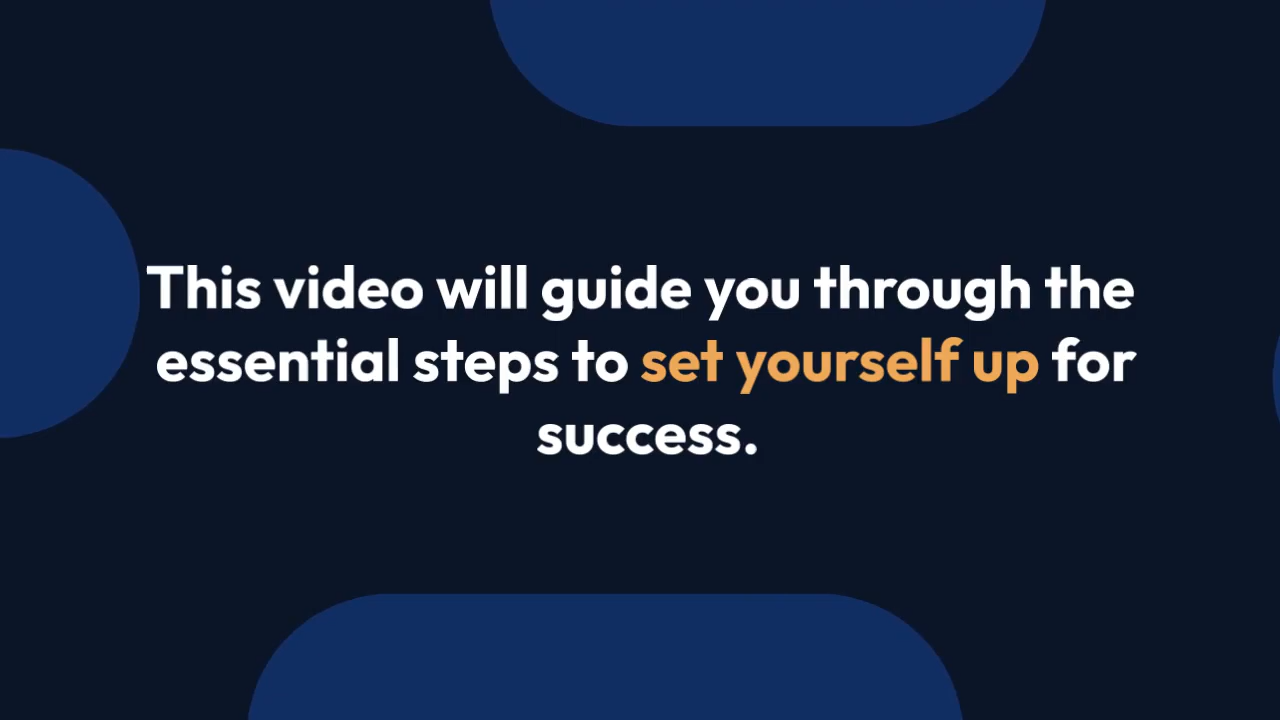 This video will guide you through the
essential steps to set yourself up for
success.